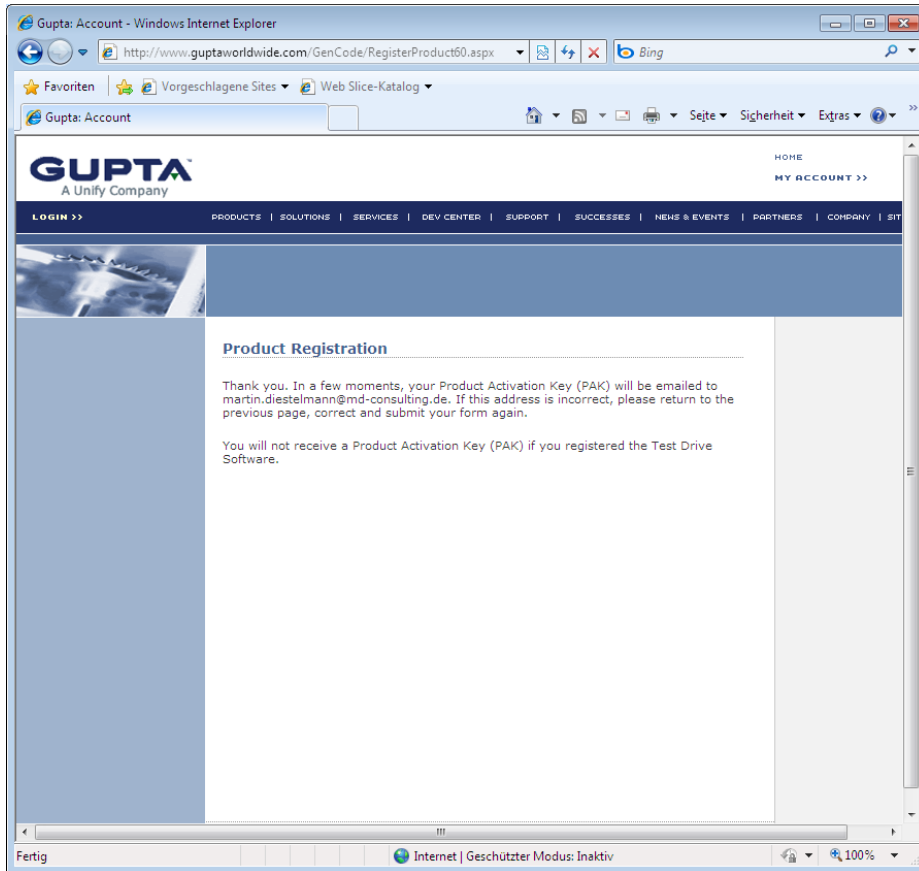 Gupta: Account - Windows Internet Explorer
http://www.guptaworldwide.com/GenCode/RegisterProduct60.aspx Bing
Favoriten Vorgeschlagene Sites Web Slice-Katalog
Gupta: Account Seite Sicherheit Extras
GUPTA
A Unify Company
HOME
MY ACCOUNT >>
LOGIN >> PRODUCTS | SOLUTIONS | SERVICES | DEV CENTER | SUPPORT | SUCCESSES | NEWS & EVENTS | PARTNERS | COMPANY | SIT
Product Registration
Thank you. In a few moments, your Product Activation Key (PAK) will be emailed to
martin.diestelmann@md-consulting.de. If this address is incorrect, please return to the
previous page, correct and submit your form again.
You will not receive a Product Activation Key (PAK) if you registered the Test Drive
Software.
Fertig Internet | Geschützter Modus: Inaktiv 100%